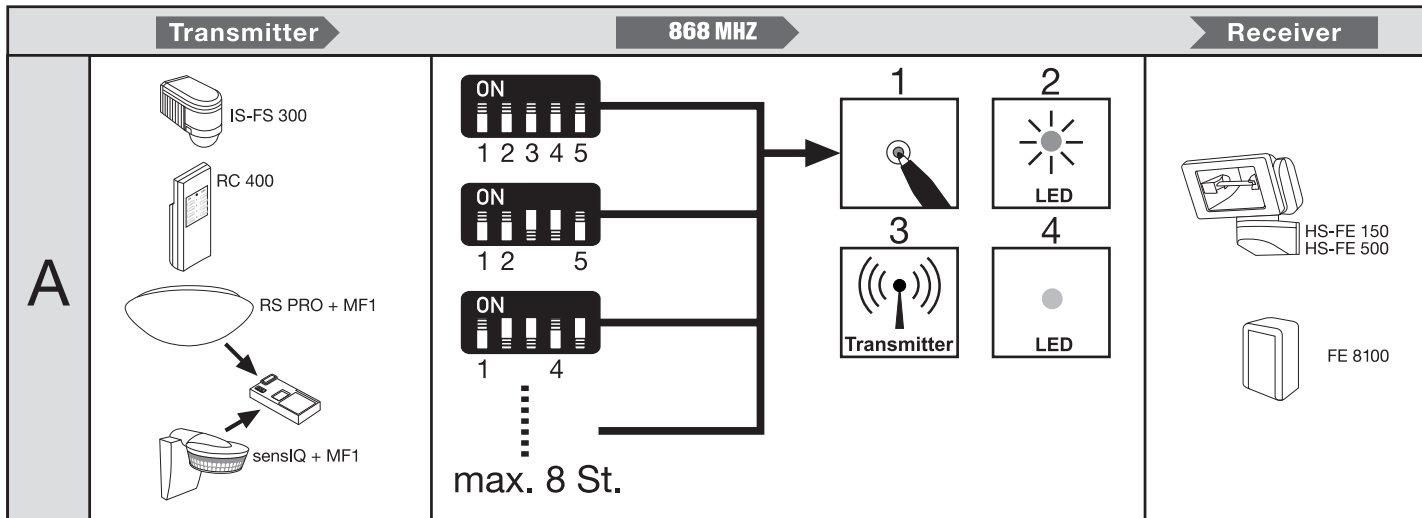 Transmitter
868 MHZ
Receiver
A
IS-FS 300
RC 400
RS PRO + MF1
sensIQ + MF1
ON
1 2 3 4 5
ON
1 2 5
ON
1 4
max. 8 St.
1
2
LED
3
Transmitter
4
LED
HS-FE 150
HS-FE 500
FE 8100